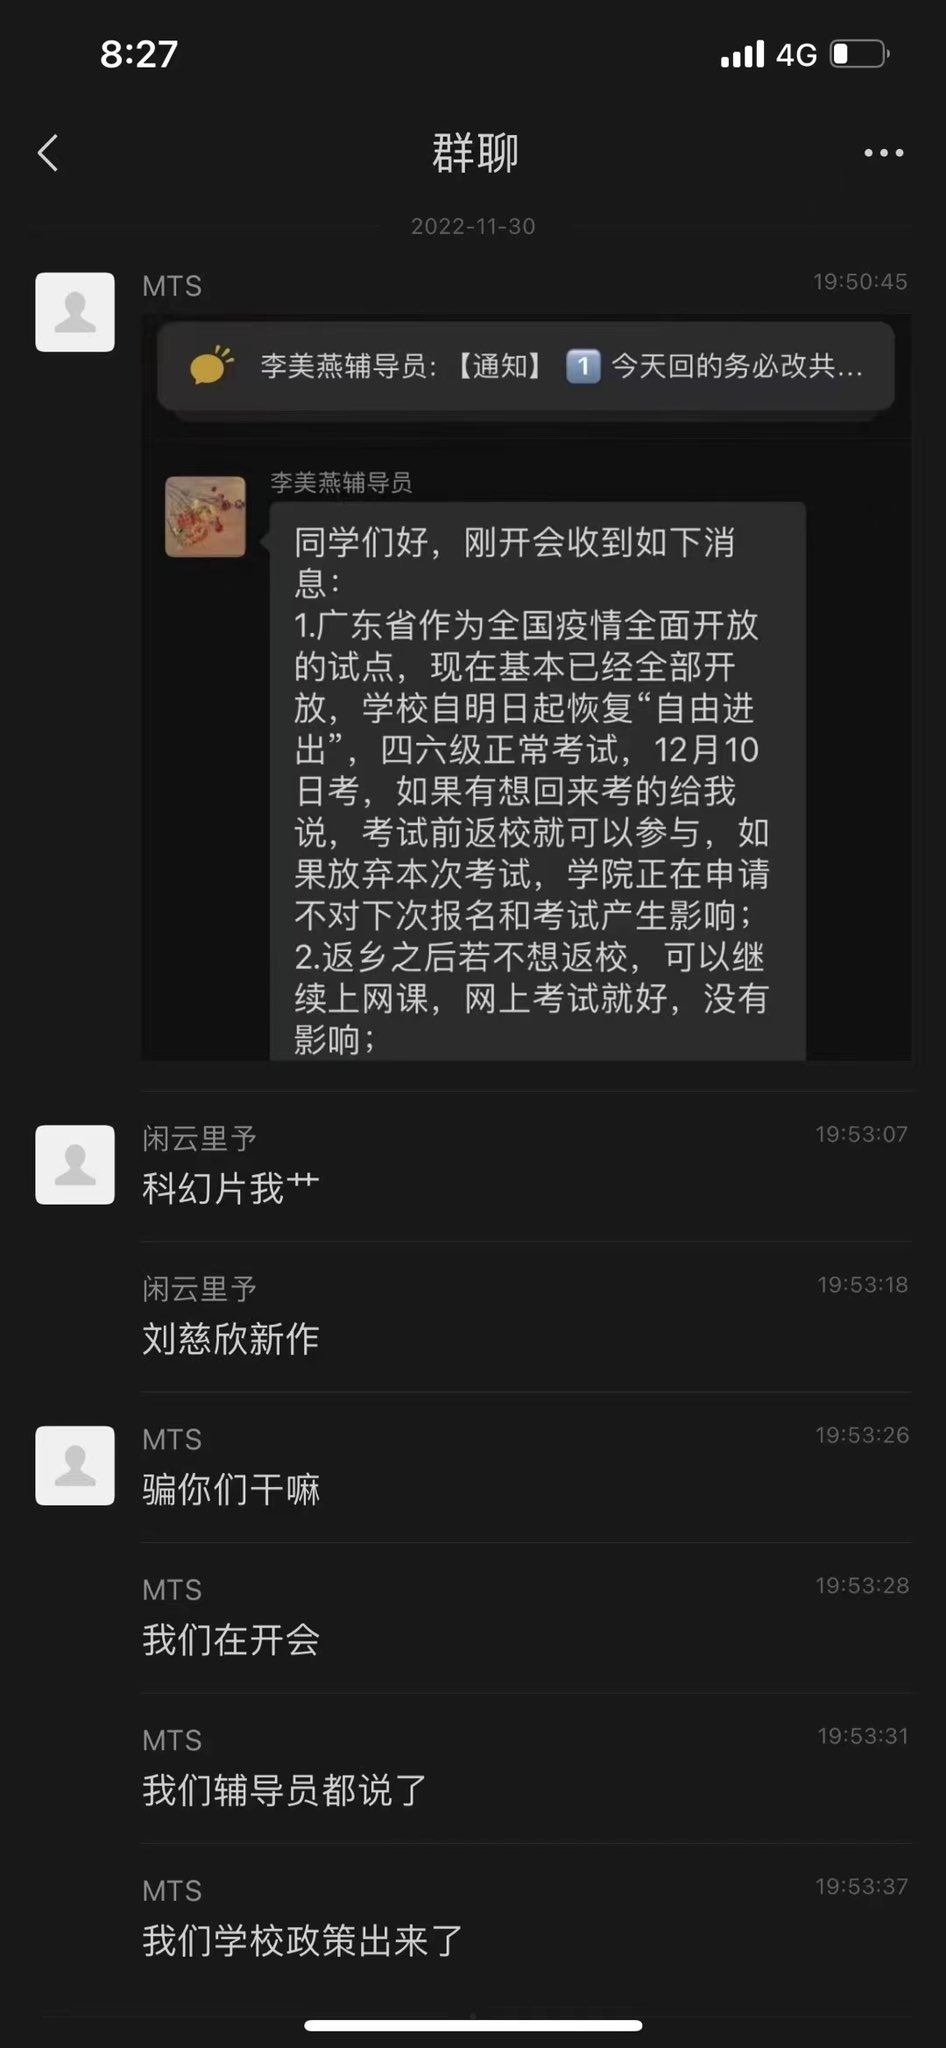 8:27
4G
群聊
2022-11-30
MTS
19:50:45
李美燕辅导员:【通知】 1 今天回的务必改共...
李美燕辅导员
同学们好，刚开会收到如下消
息：
1.广东省作为全国疫情全面开放
的试点，现在基本已经全部开
放，学校自明日起恢复“自由进
出”，四六级正常考试，12月10
日考，如果有想回来考的给我
说，考试前返校就可以参与，如
果放弃本次考试，学院正在申请
不对下次报名和考试产生影响；
2.返乡之后若不想返校，可以继
续上网课，网上考试就好，没有
影响；
闲云里予
19:53:07
科幻片我艹
闲云里予
19:53:18
刘慈欣新作
MTS
19:53:26
骗你们干嘛
MTS
19:53:28
我们在开会
MTS
19:53:31
我们辅导员都说了
MTS
19:53:37
我们学校政策出来了